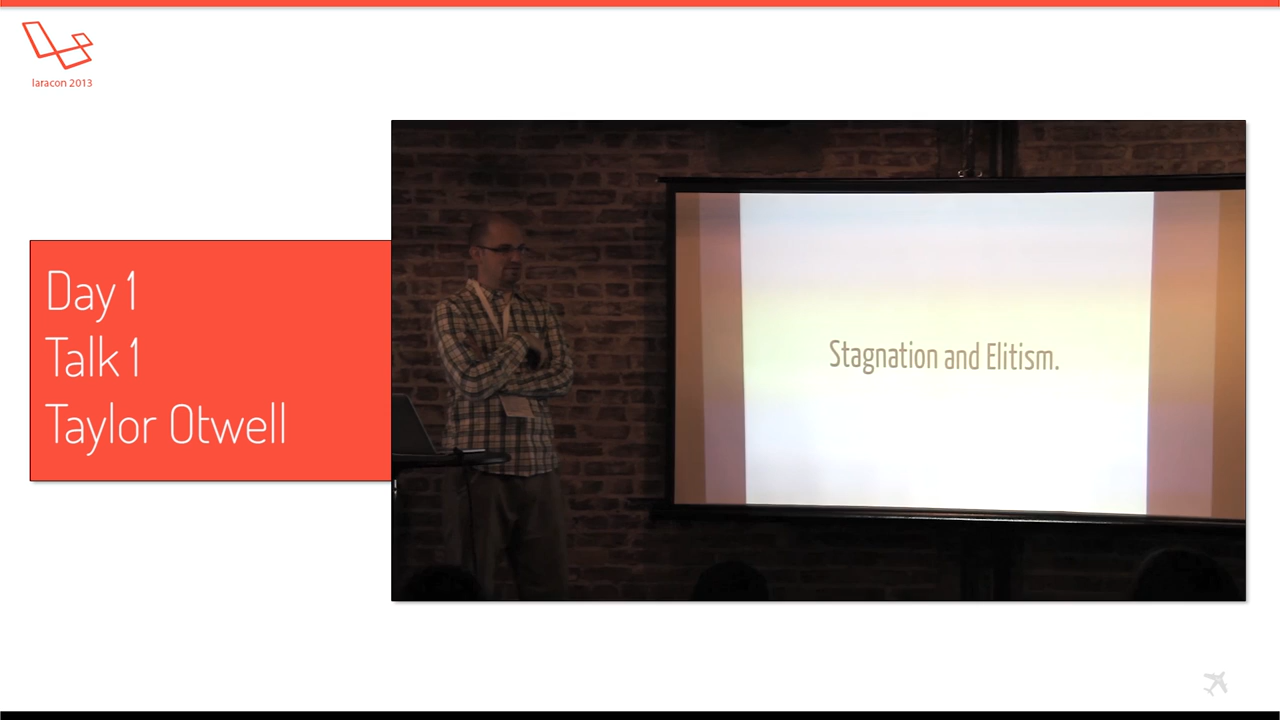 laracon 2013
Day 1
Talk 1
Taylor Otwell
Stagnation and Elitism.